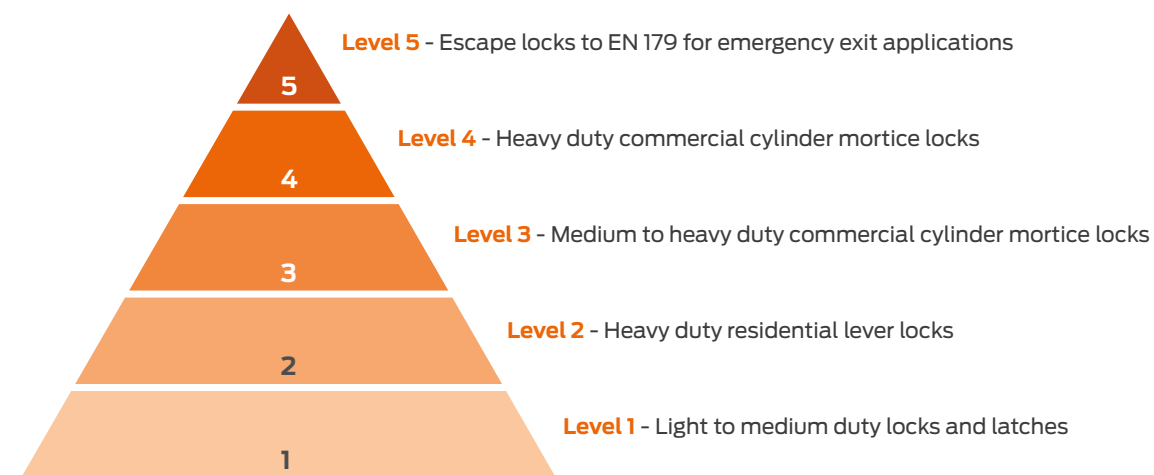 5
Level 5 - Escape locks to EN 179 for emergency exit applications
4
Level 4 - Heavy duty commercial cylinder mortice locks
3
Level 3 - Medium to heavy duty commercial cylinder mortice locks
2
Level 2 - Heavy duty residential lever locks
1
Level 1 - Light to medium duty locks and latches